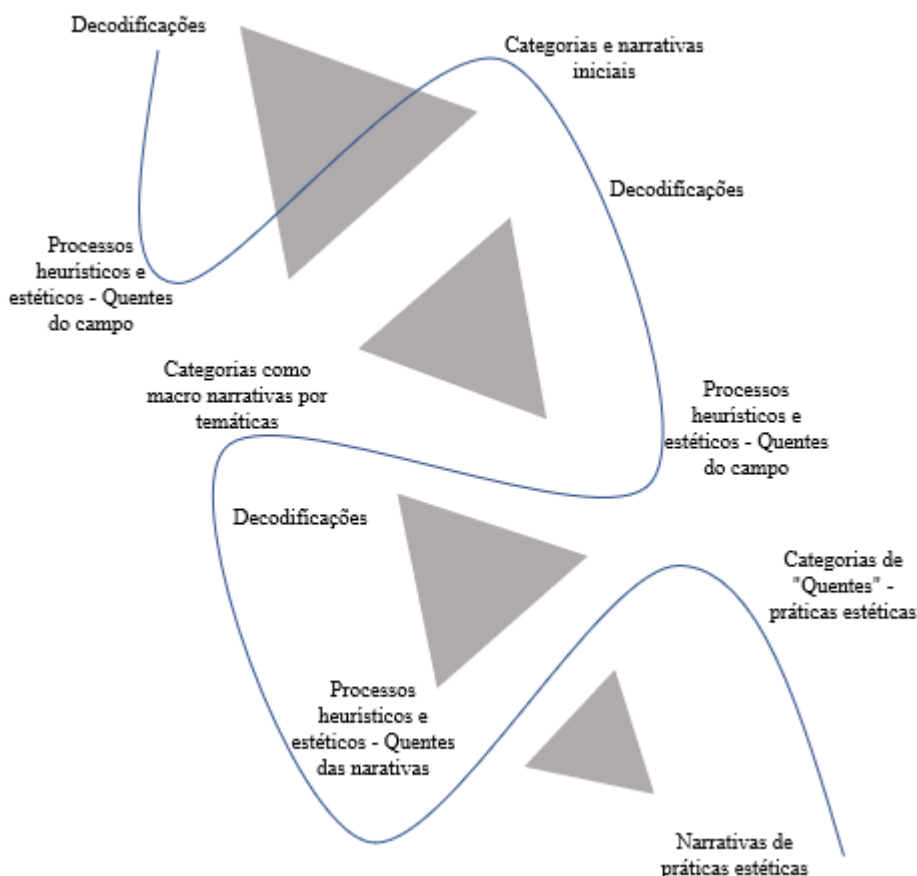 Decodificações
Categorias e narrativas
iniciais
Decodificações
Processos
heurísticos e
estéticos - Quentes
do campo
Categorias como
macro narrativas por
temáticas
Processos
heurísticos e
estéticos - Quentes
do campo
Decodificações
Categorias de
"Quentes" -
práticas estéticas
Processos
heurísticos e
estéticos - Quentes
das narativas
Narrativas de
práticas estéticas